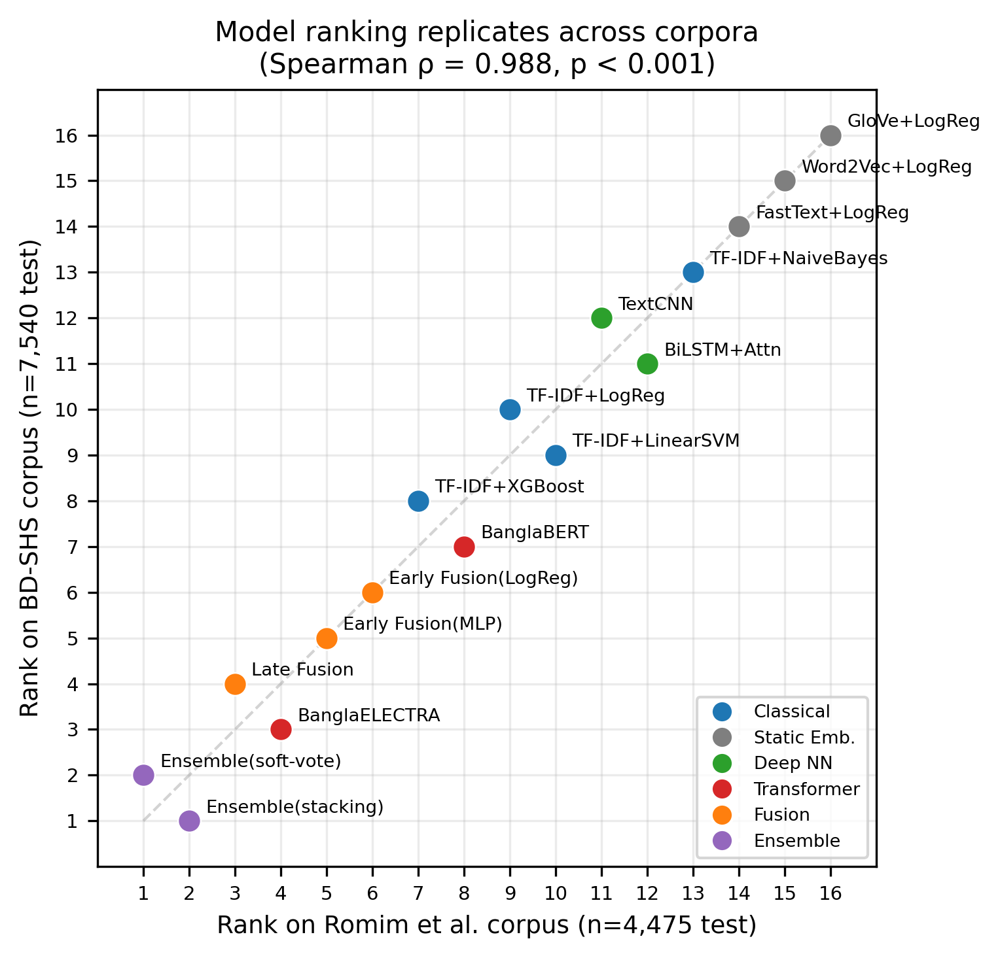 Model ranking replicates across corpora
(Spearman ρ = 0.988, p < 0.001)
Rank on BD-SHS corpus (n=7,540 test)
16
15
14
13
12
11
10
9
8
7
6
5
4
3
2
1
GloVe+LogReg
Word2Vec+LogReg
FastText+LogReg
TF-IDF+NaiveBayes
TextCNN
BiLSTM+Attn
TF-IDF+LogReg
TF-IDF+LinearSVM
TF-IDF+XGBoost
BanglaBERT
Early Fusion(LogReg)
Early Fusion(MLP)
Late Fusion
BanglaELECTRA
Ensemble(soft-vote)
Ensemble(stacking)
Classical
Static Emb.
Deep NN
Transformer
Fusion
Ensemble
1 2 3 4 5 6 7 8 9 10 11 12 13 14 15 16
Rank on Romim et al. corpus (n=4,475 test)